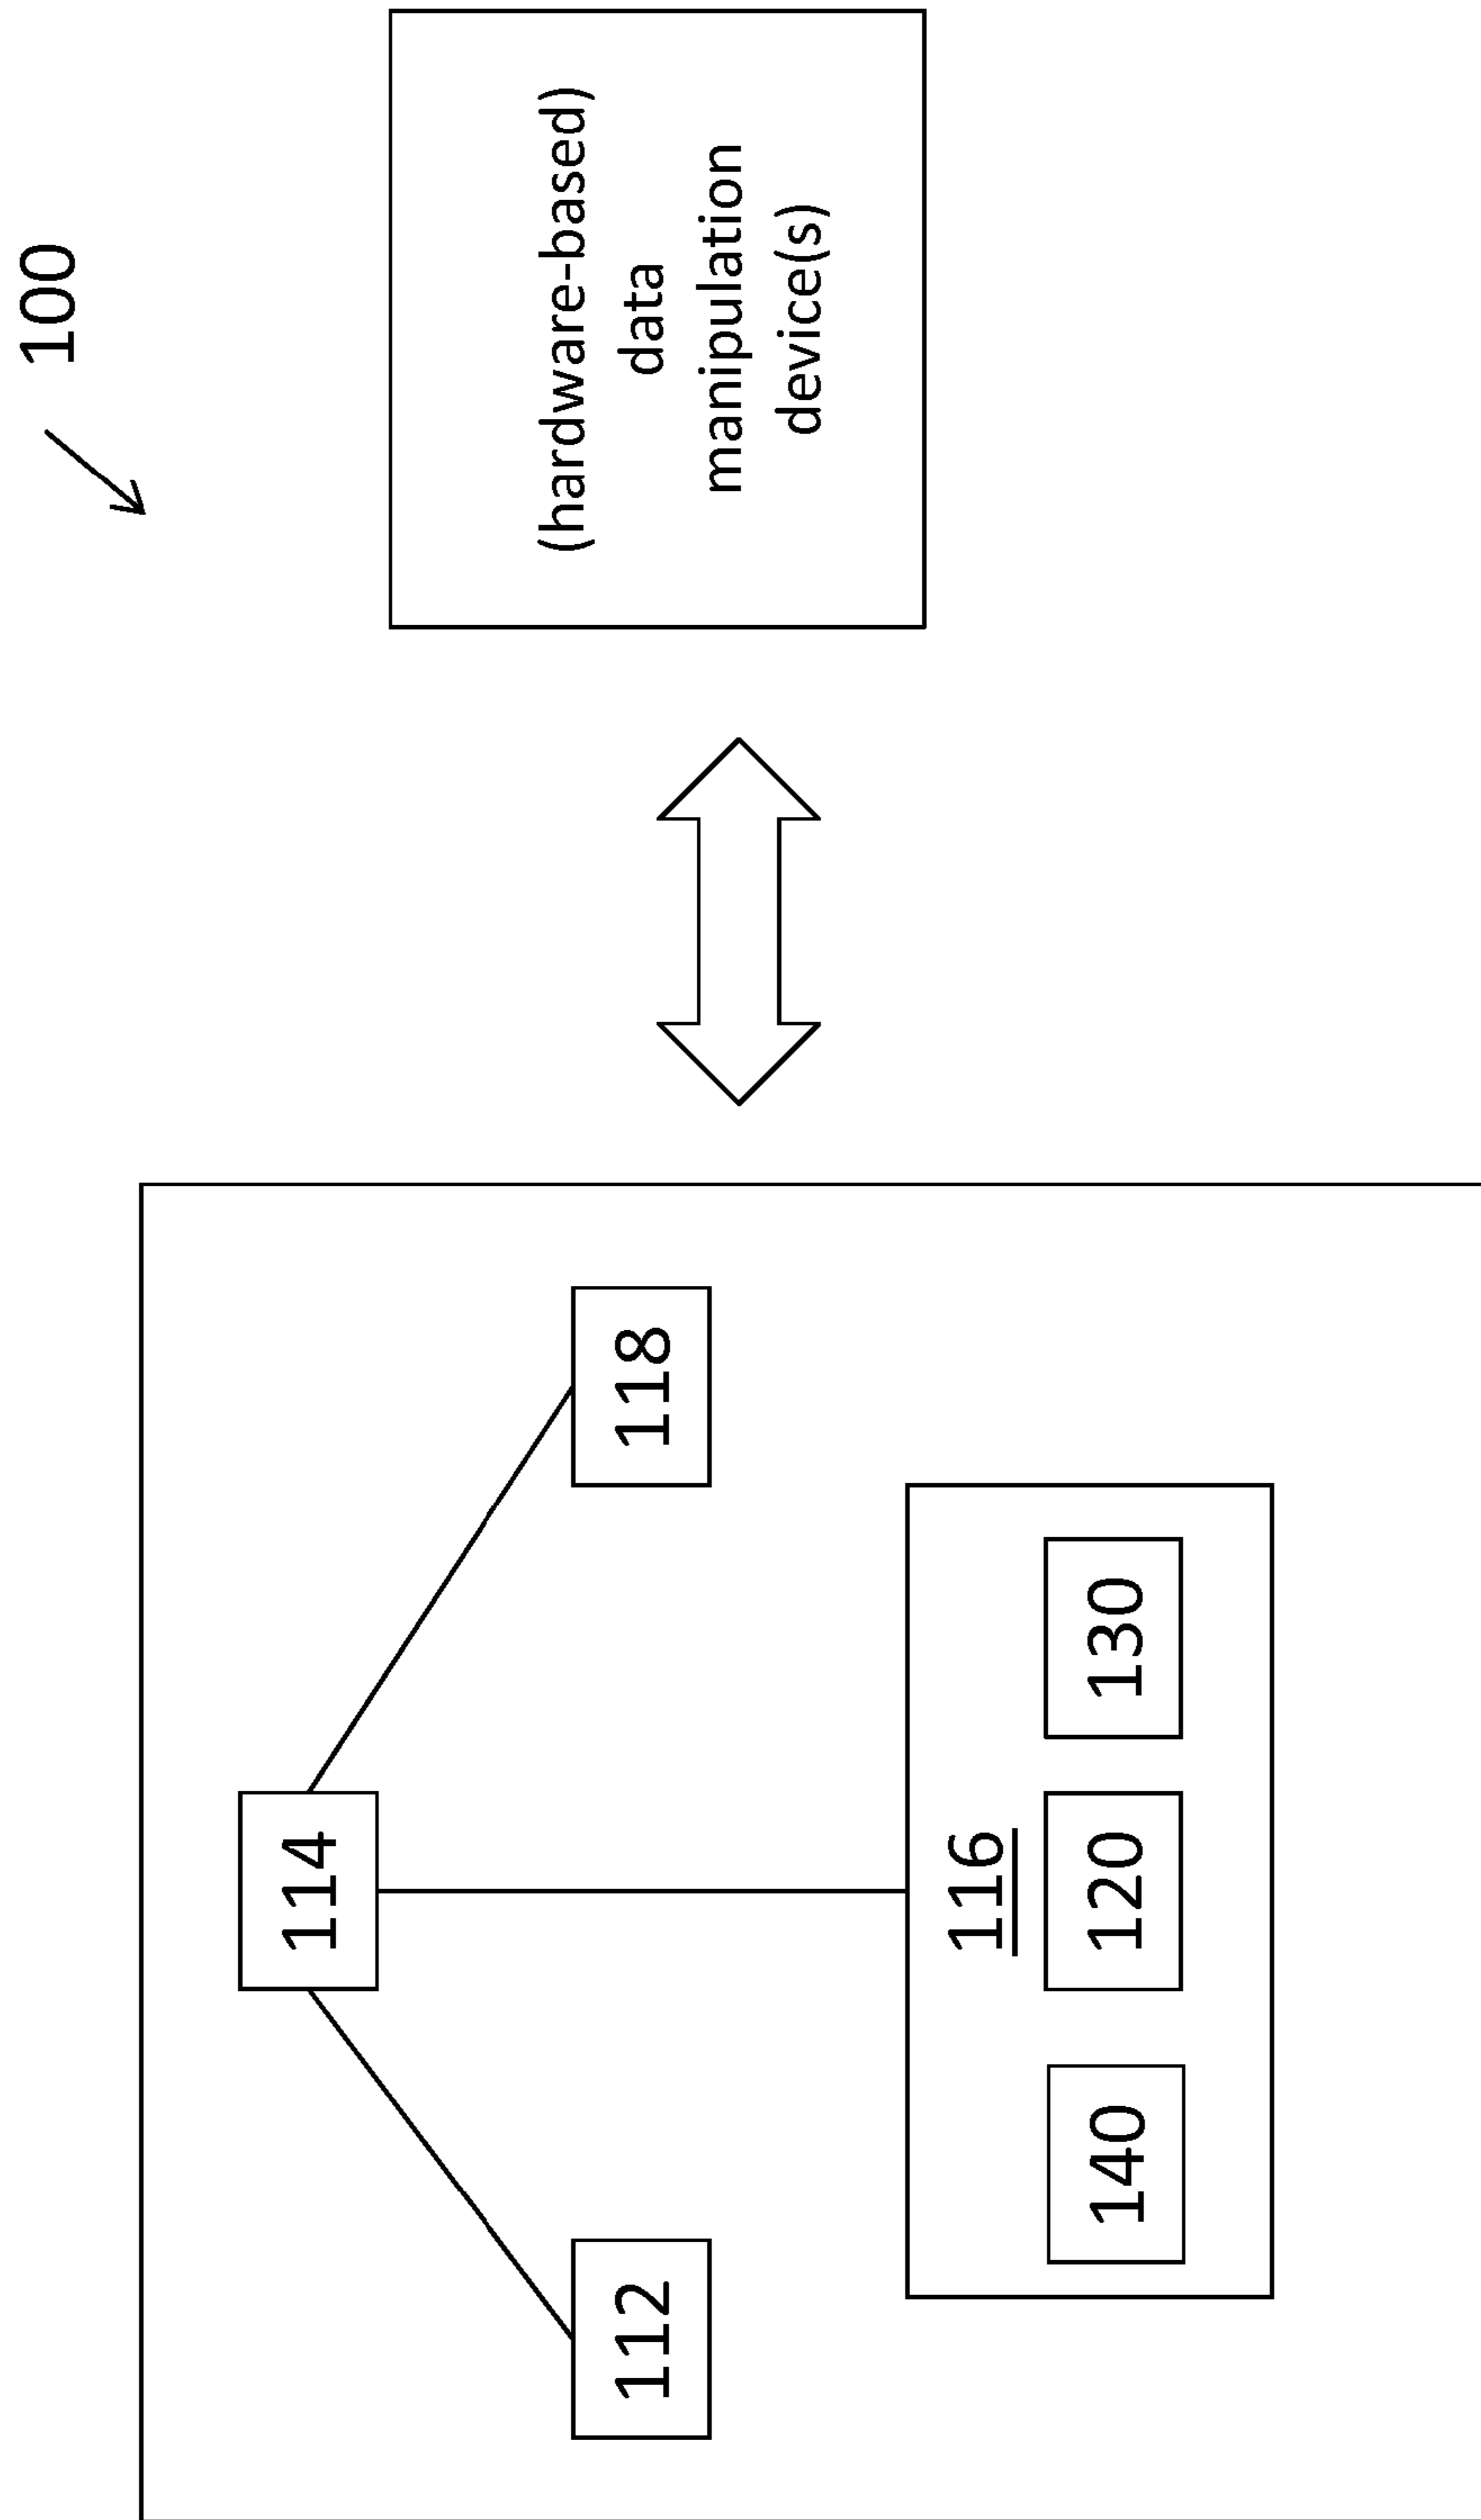 100
(hardware-based)
data
manipulation
device(s)
114
112
118
116
140
120
130